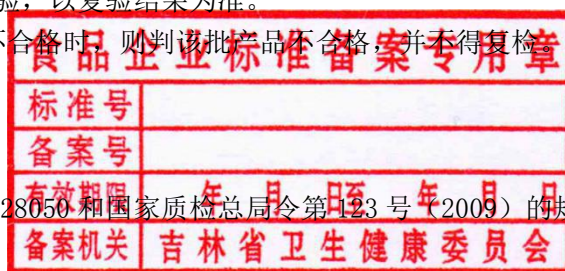 验，以复验结果为准。
不合格时，则判该批产品不合格，并不得复检。
食品企业标准备案专用章
标准号
备案号
有效期限 年 月 日至 年 月 日
28050 和国家质检总局令第 123 号（2009）的规
备案机关 吉林省卫生健康委员会